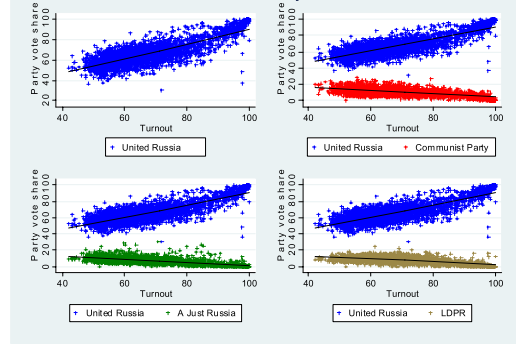 Party vote share
20 40 60 80 100
40 60 80 100
Turnout
United Russia
Party vote share
0 20 40 60 80 100
40 60 80 100
Turnout
United Russia Communist Party
Party vote share
0 20 40 60 80 100
40 60 80 100
Turnout
United Russia A Just Russia
Party vote share
0 20 40 60 80 100
40 60 80 100
Turnout
United Russia LDPR